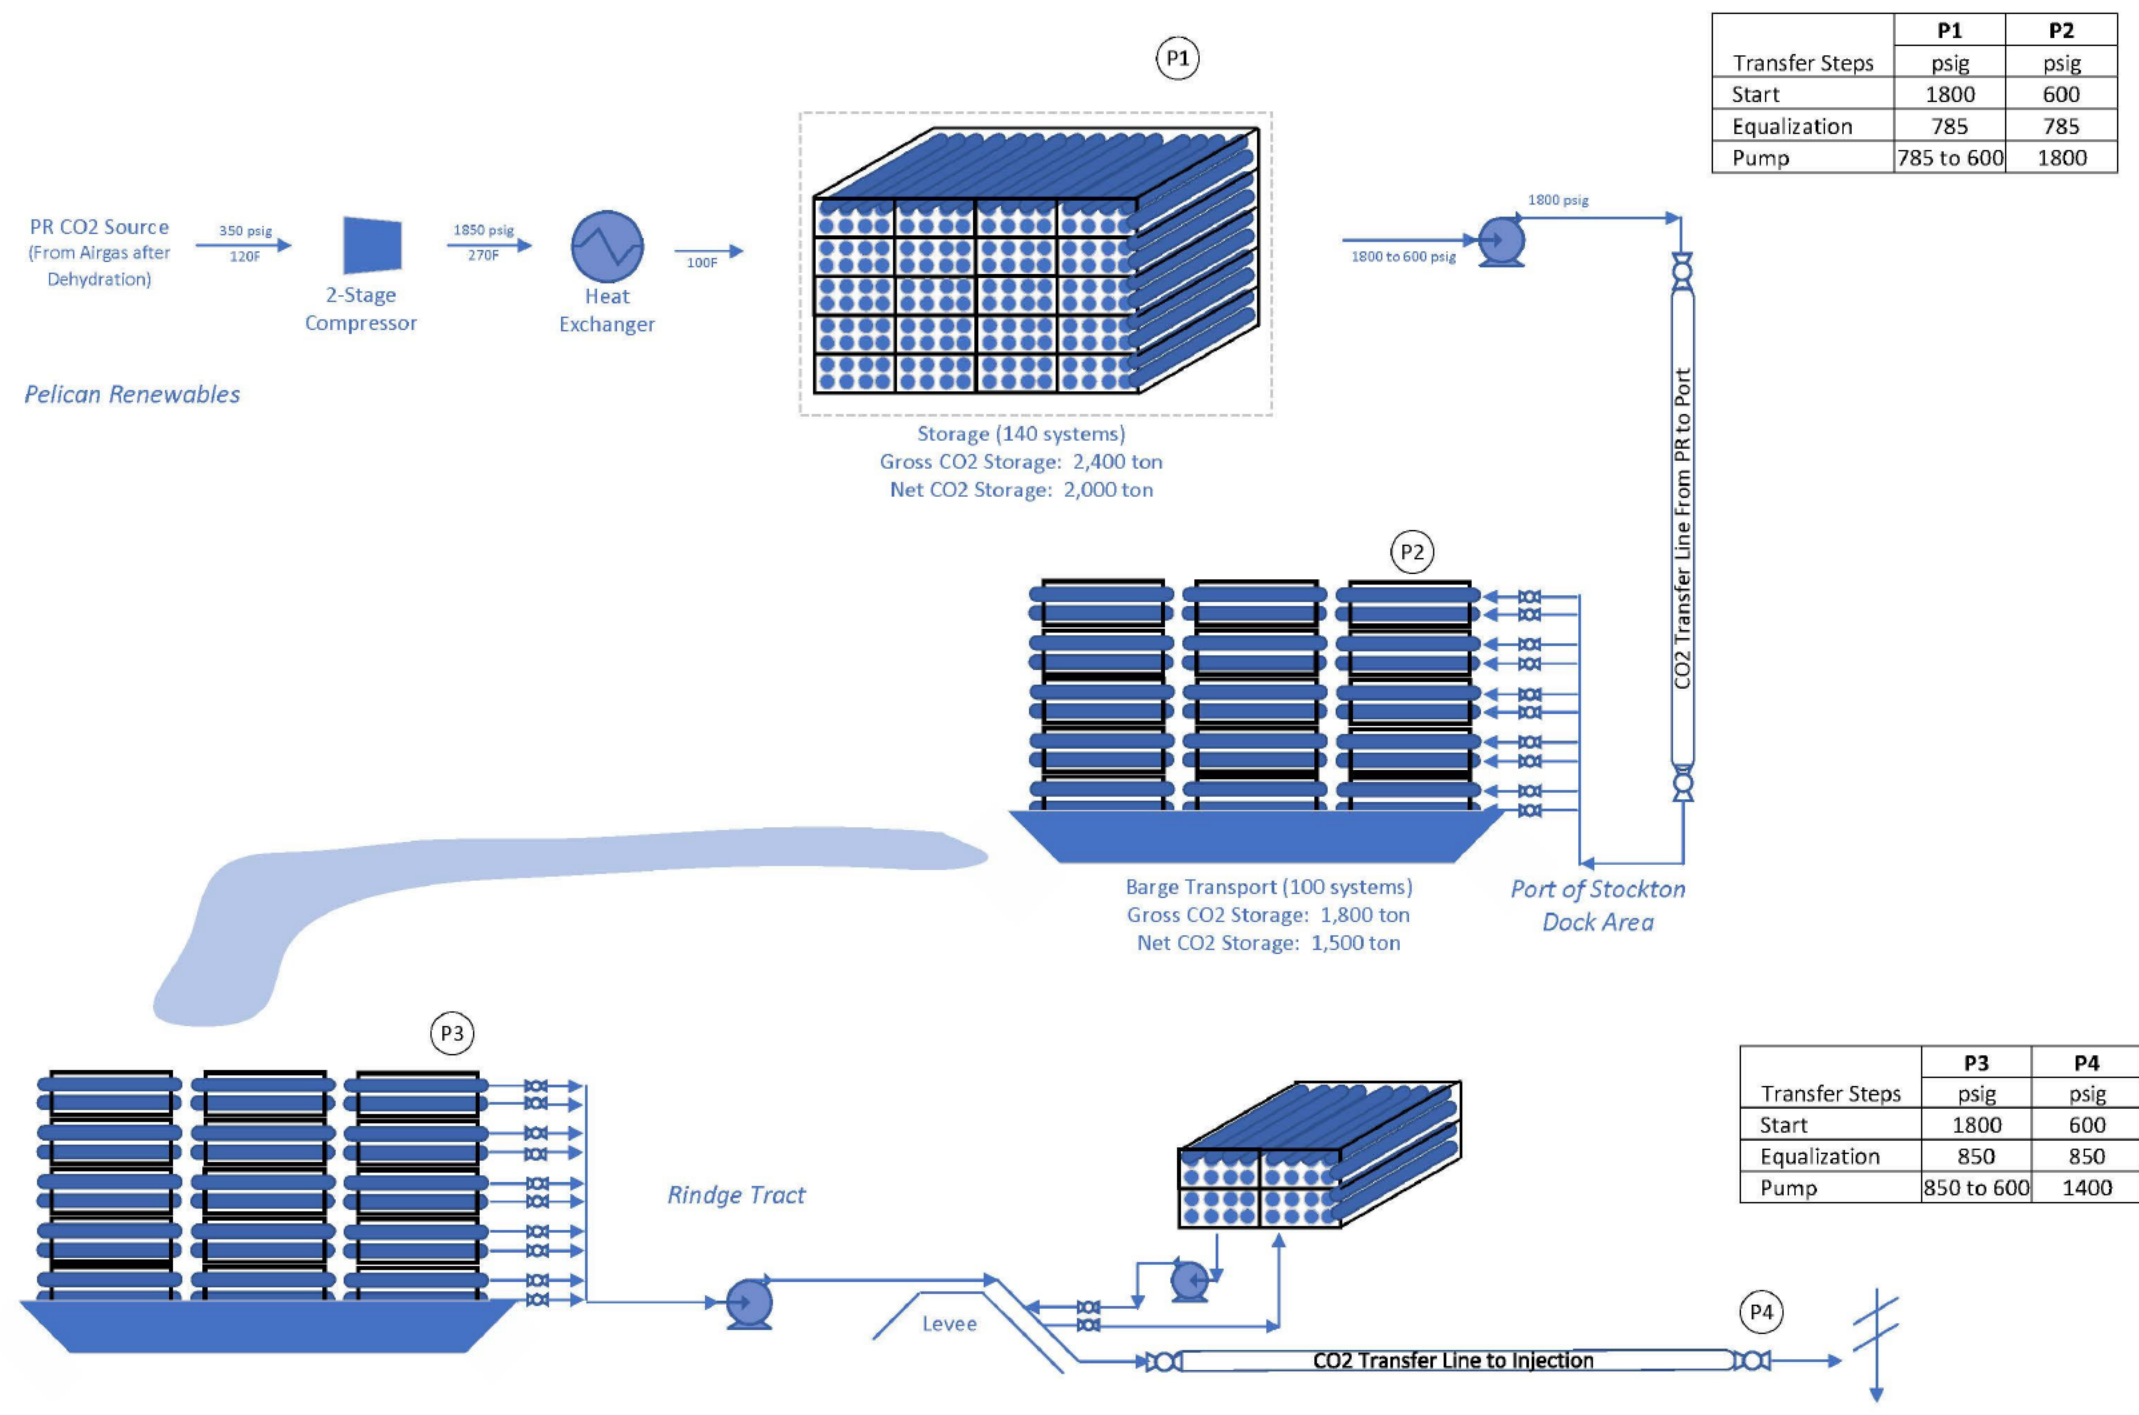 P1
P1 P2
Transfer Steps psig psig
Start 1800 600
Equalization 785 785
Pump 785 to 600 1800
PR CO2 Source
(From Airgas after
Dehydration)
350 psig
120F
2-Stage
Compressor
1850 psig
270F
Heat
Exchanger
100F
1800 to 600 psig
1800 psig
Pelican Renewables
Storage (140 systems)
Gross CO2 Storage: 2,400 ton
Net CO2 Storage: 2,000 ton
CO2 Transfer Line From PR to Port
P2
Barge Transport (100 systems)
Gross CO2 Storage: 1,800 ton
Net CO2 Storage: 1,500 ton
Port of Stockton
Dock Area
P3
P3 P4
Transfer Steps psig psig
Start 1800 600
Equalization 850 850
Pump 850 to 600 1400
Rindge Tract
Levee
P4
CO2 Transfer Line to Injection